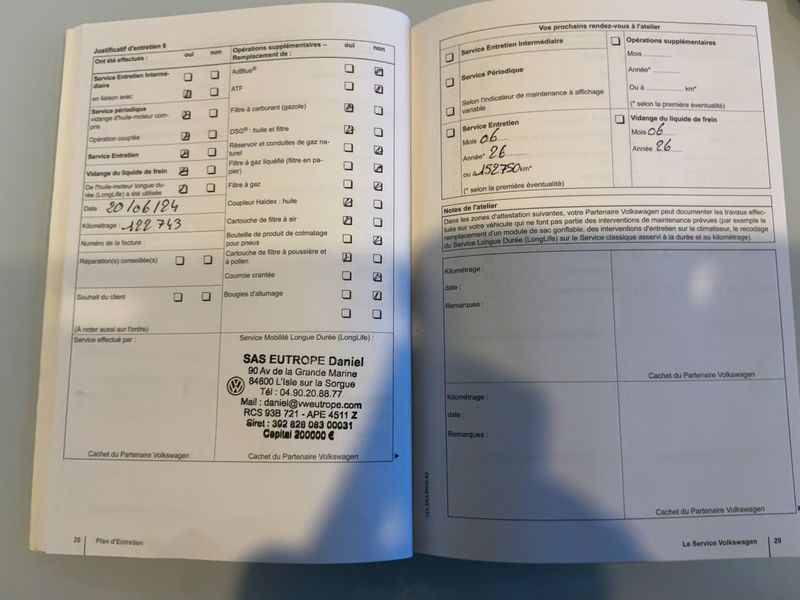 Justificatif d'entretien 6
Ont été effectués : oui non
Service Entretien Intermé-
diaire
en liaison avec
Service périodique
vidange d'huile-moteur com-
pris
Opération couplée
Service Entretien
Vidange du liquide de frein
De l'huile-moteur longue du-
rée (LongLife) a été utilisée
Date : 20/06/24
Kilométrage : 122 743
Numéro de la facture :
Réparation(s) conseillée(s)
Souhait du client
(À noter aussi sur l'ordre)
Opérations supplémentaires –
Remplacement de : oui non
AdBlue®
ATF
Filtre à carburant (gazole)
DSG® : huile et filtre
Réservoir et conduites de gaz na-
turel
Filtre à gaz liquéfié (filtre en pa-
pier)
Filtre à gaz
Coupleur Haldex : huile
Cartouche de filtre à air
Bouteille de produit de colmatage
pour pneus
Cartouche de filtre à poussière et
à pollen
Courroie crantée
Bougies d'allumage
Service effectué par :
Cachet du Partenaire Volkswagen
Service Mobilité Longue Durée (LongLife) :
SAS EUTROPE Daniel
90 Av de la Grande Marine
84800 L'Isle sur la Sorgue
Tél : 04.90.20.88.77
Mail : daniel@vweutrope.com
RCS 93B 721 - APE 4511 Z
Siret : 392 828 083 00031
Capital 200000 €
Cachet du Partenaire Volkswagen
28 Plan d'Entretien
Vos prochains rendez-vous à l'atelier
Service Entretien Intermédiaire
Service Périodique
Selon l'indicateur de maintenance à affichage
variable
Service Entretien
Mois 06
Année* 26
ou à 152750 km*
(* selon la première éventualité)
Opérations supplémentaires
Mois
Année*
Ou à km*
(* selon la première éventualité)
Vidange du liquide de frein
Mois 06
Année 26
Notes de l'atelier
Dans les zones d'attestation suivantes, votre Partenaire Volkswagen peut documenter les travaux effec-
tués sur votre véhicule qui ne font pas partie des interventions de maintenance prévues (par exemple le
remplacement d'un module de sac gonflable, des interventions d'entretien sur le climatiseur, le recodage
du Service Longue Durée (LongLife) sur le Service classique asservi à la durée et au kilométrage).
Kilométrage :
date :
Remarques :
Cachet du Partenaire Volkswagen
Kilométrage :
date :
Remarques :
Cachet du Partenaire Volkswagen
Le Service Volkswagen 29